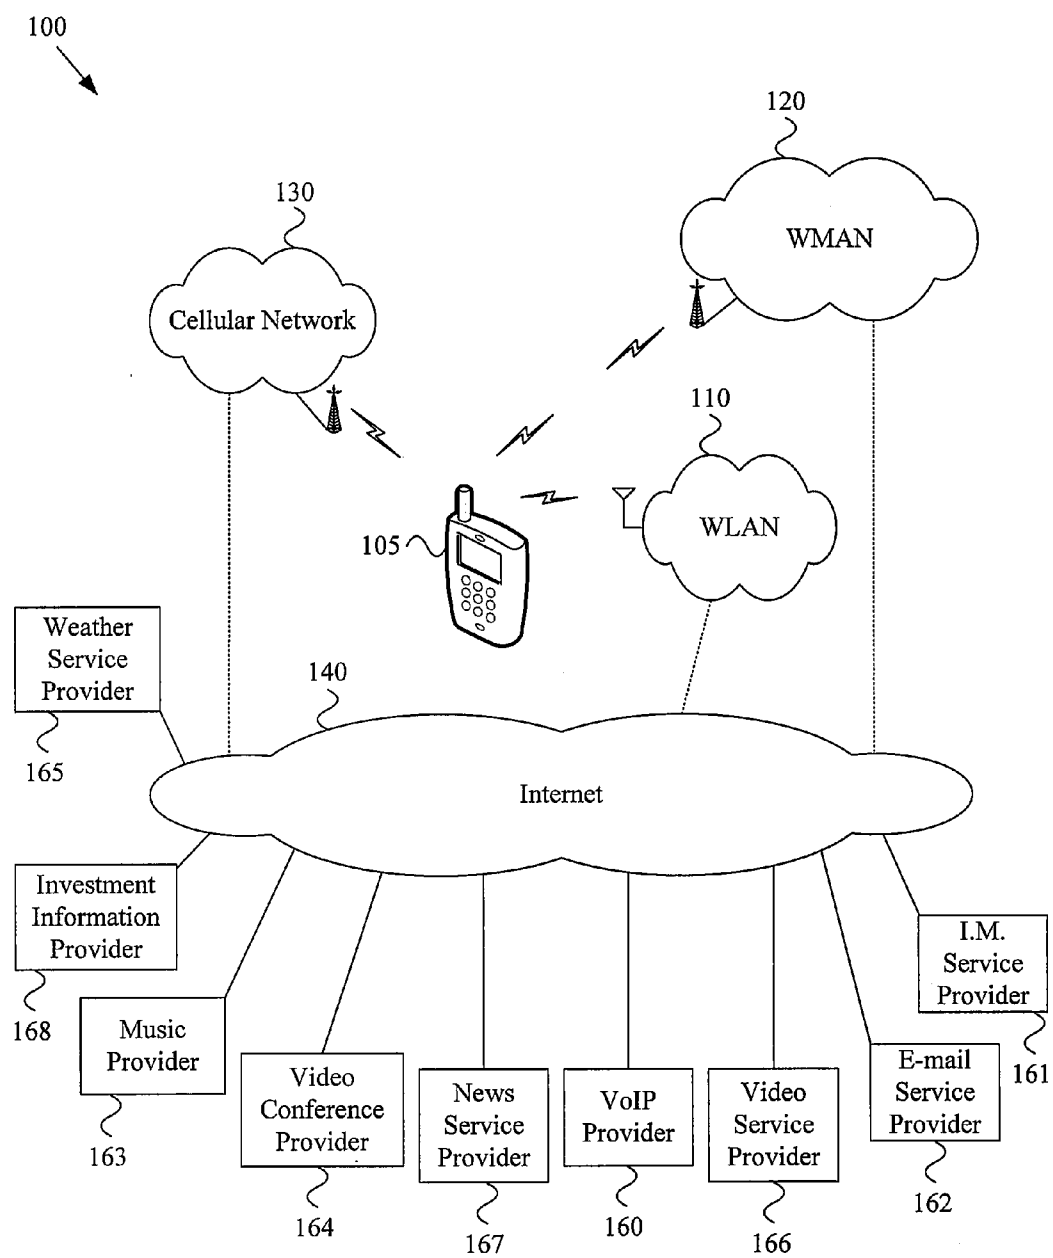 100
120
WMAN
130
Cellular Network
110
WLAN
105
Weather
Service
Provider
165
140
Internet
Investment
Information
Provider
168
Music
Provider
163
Video
Conference
Provider
164
News
Service
Provider
167
VoIP
Provider
160
Video
Service
Provider
166
E-mail
Service
Provider
162
I.M.
Service
Provider
161